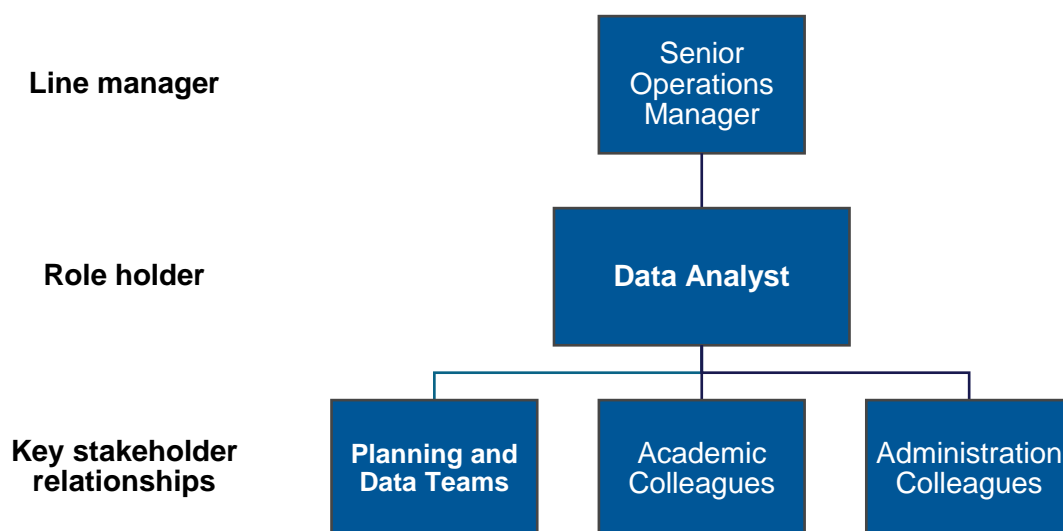 Line manager
Senior
Operations
Manager
Role holder
Data Analyst
Key stakeholder
relationships
Planning and
Data Teams
Academic
Colleagues
Administration
Colleagues